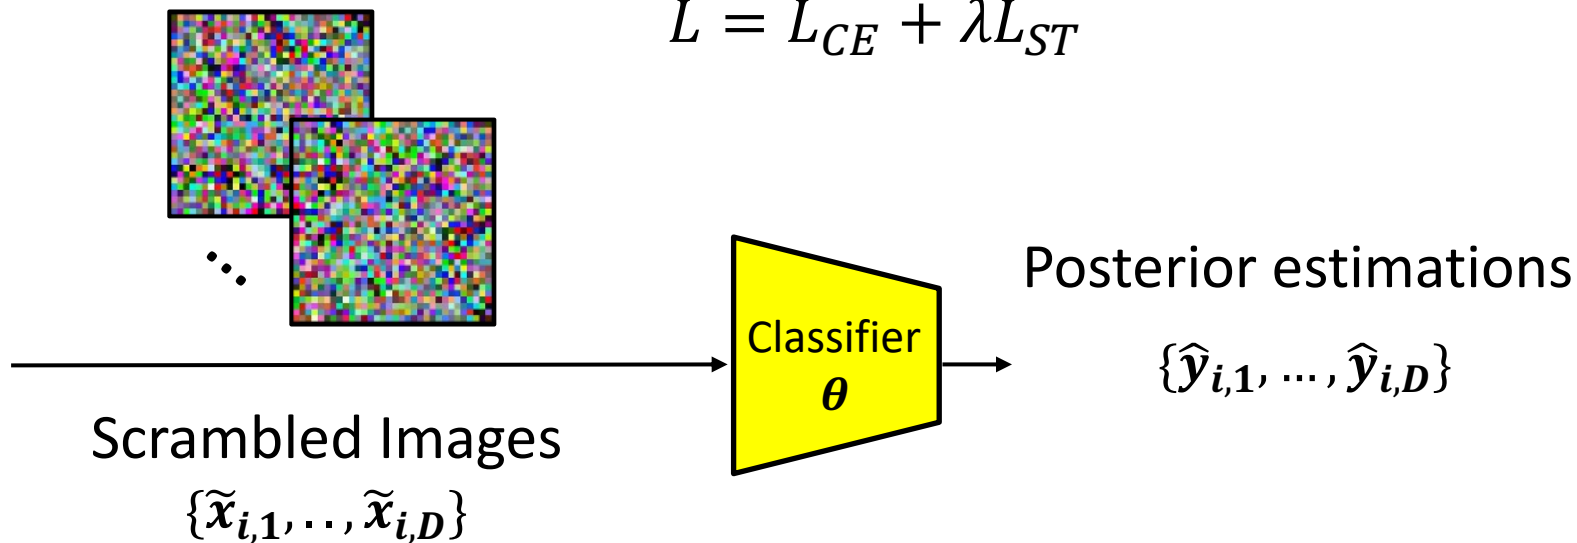 L = L_{CE} + λL_{ST}
Classifier
θ
Posterior estimations
{ŷ_{i,1}, …, ŷ_{i,D}}
Scrambled Images
{x̃_{i,1}, . . , x̃_{i,D}}